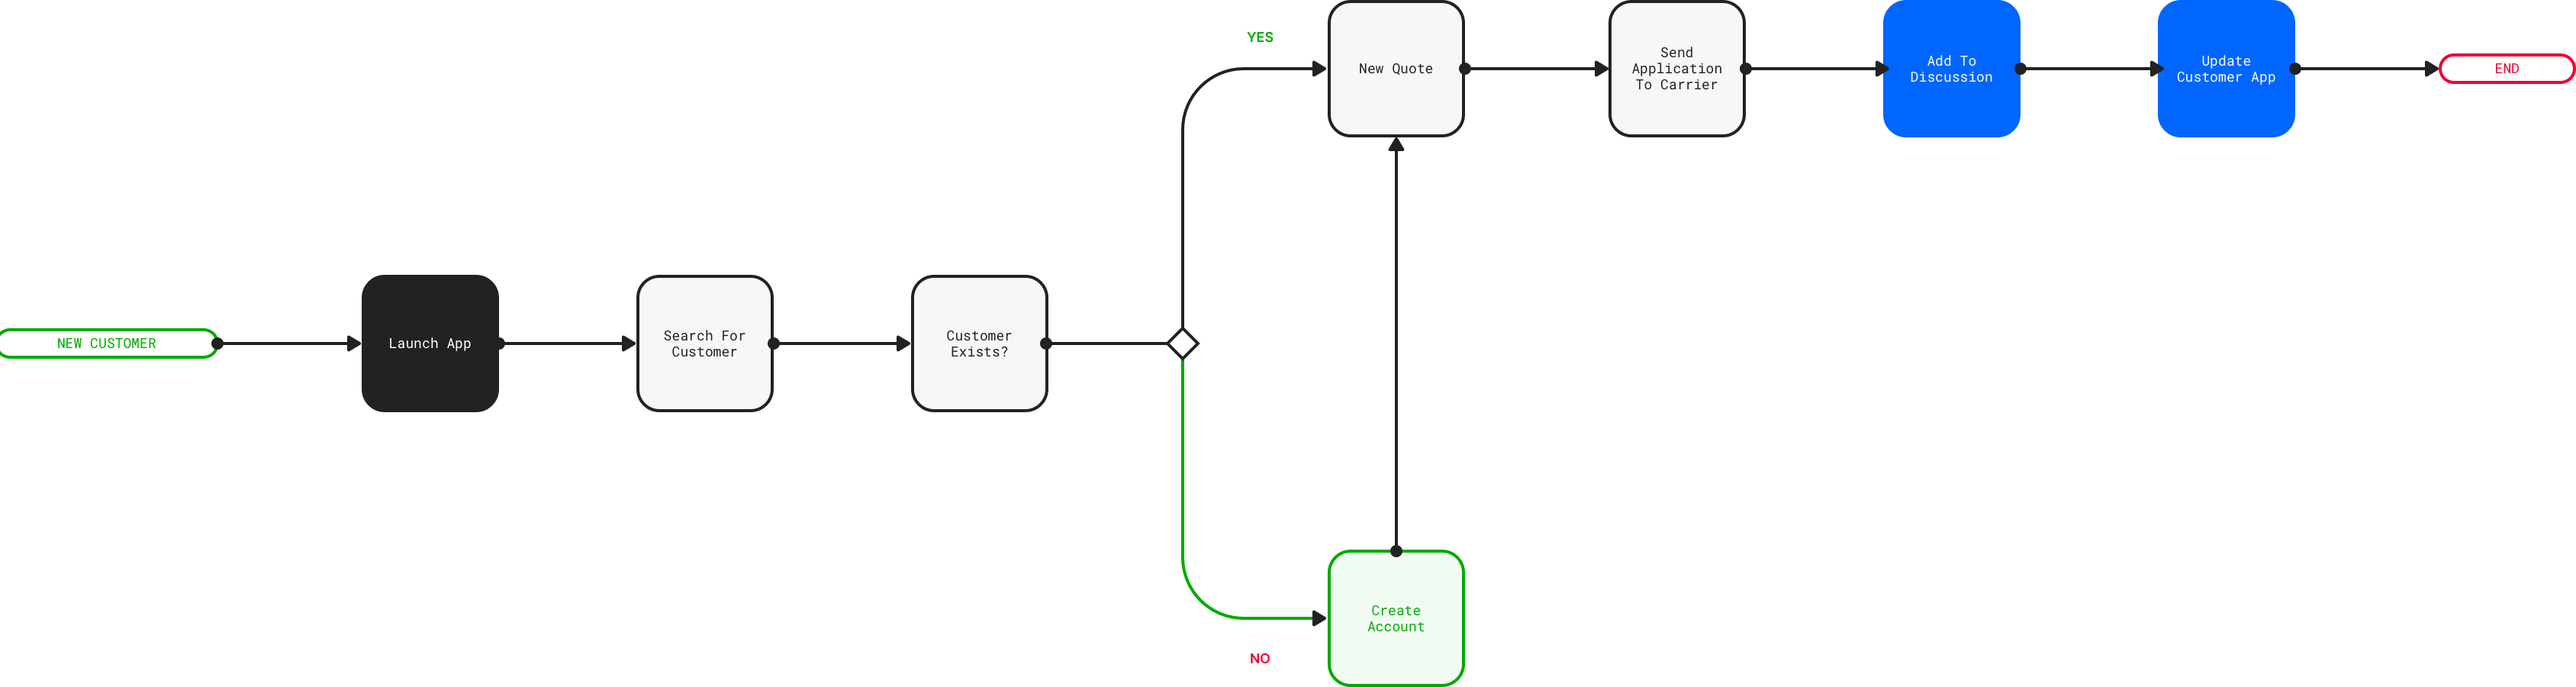 YES
New Quote
Send
Application
To Carrier
Add To
Discussion
Update
Customer App
END
NEW CUSTOMER
Launch App
Search For
Customer
Customer
Exists?
Create
Account
NO